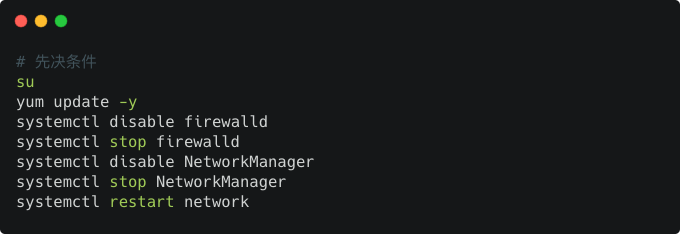 # 先决条件
su
yum update -y
systemctl disable firewalld
systemctl stop firewalld
systemctl disable NetworkManager
systemctl stop NetworkManager
systemctl restart network